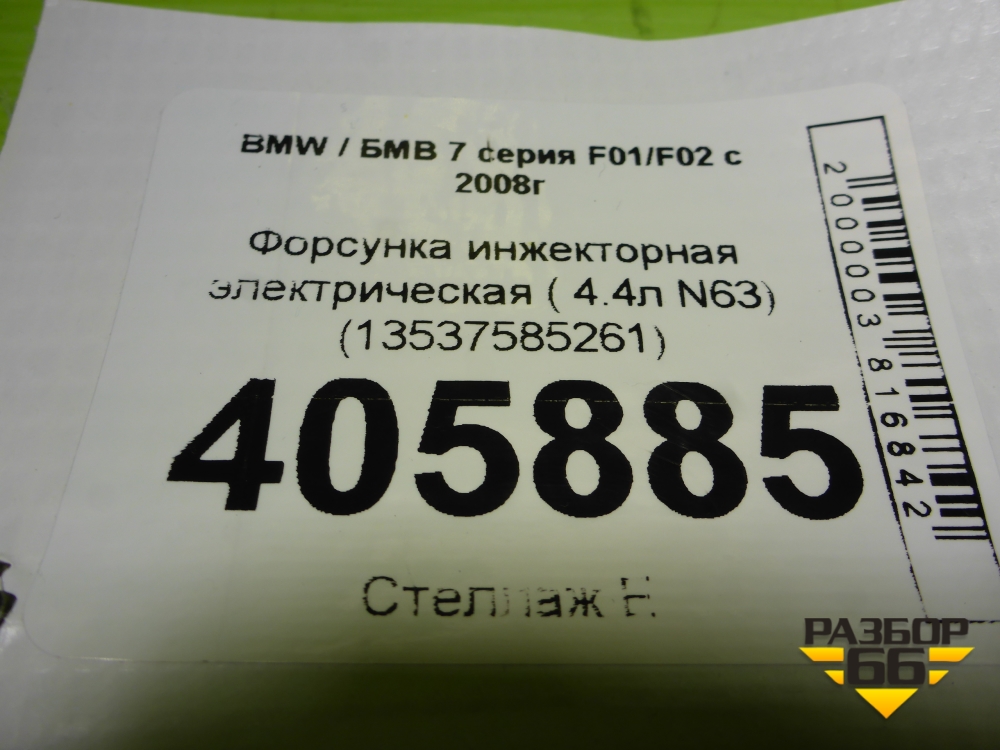 BMW / БМВ 7 серия F01/F02 с
2008г
Форсунка инжекторная
электрическая ( 4.4л N63)
(13537585261)
405885
Стеллаж
2000003816842
РАЗБОР
66